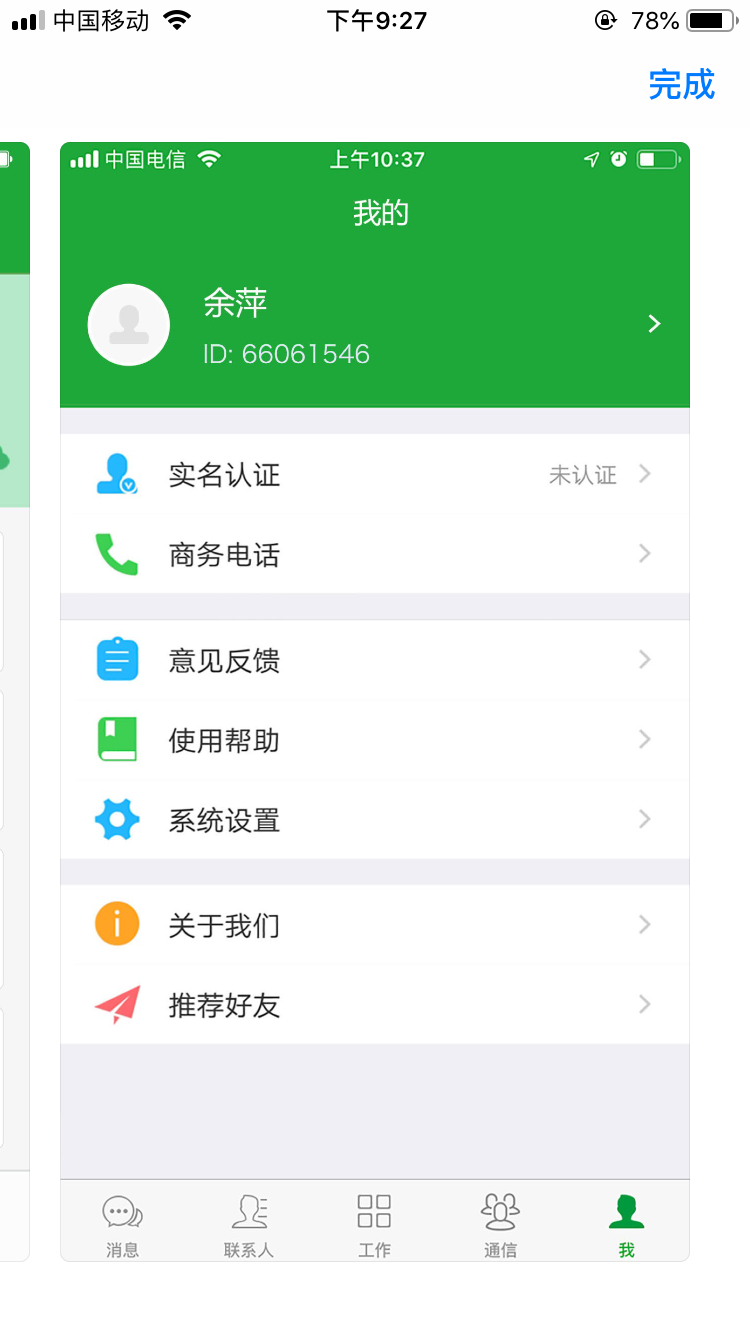 中国移动 下午9:27 78%
完成
中国电信 上午10:37
我的
余萍
ID: 66061546
实名认证 未认证
商务电话
意见反馈
使用帮助
系统设置
关于我们
推荐好友
消息 联系人 工作 通信 我